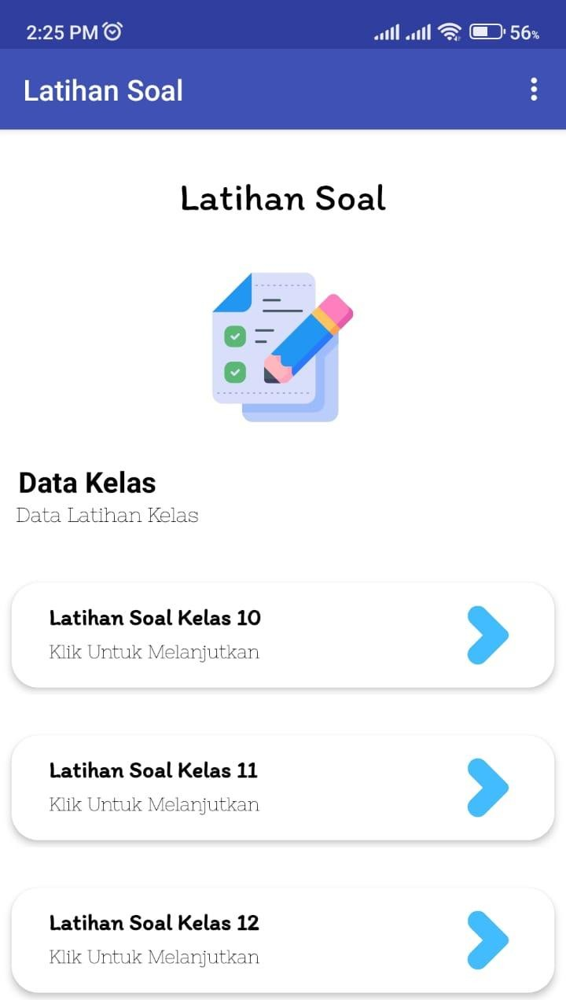 2:25 PM
56%
Latihan Soal
Latihan Soal
Data Kelas
Data Latihan Kelas
Latihan Soal Kelas 10
Klik Untuk Melanjutkan
Latihan Soal Kelas 11
Klik Untuk Melanjutkan
Latihan Soal Kelas 12
Klik Untuk Melanjutkan